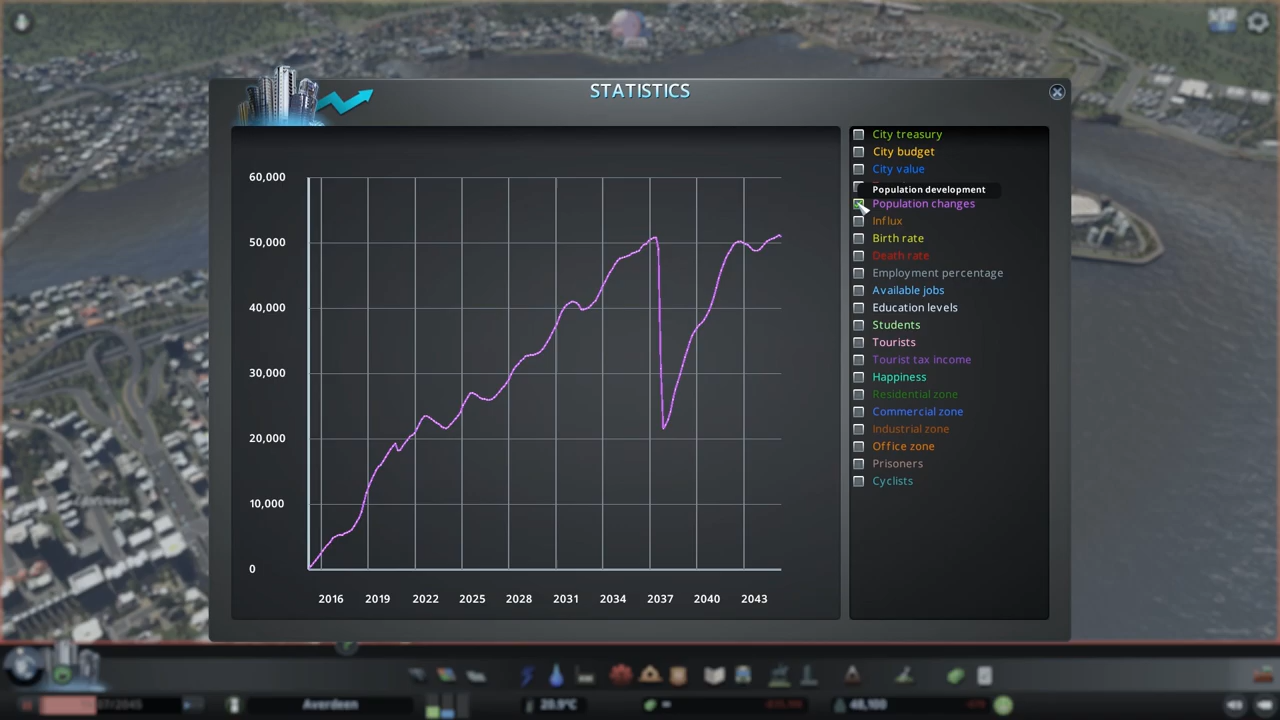 STATISTICS
60,000
50,000
40,000
30,000
20,000
10,000
0
2016 2019 2022 2025 2028 2031 2034 2037 2040 2043
City treasury
City budget
City value
Population development
Population changes
Influx
Birth rate
Death rate
Employment percentage
Available jobs
Education levels
Students
Tourists
Tourist tax income
Happiness
Residential zone
Commercial zone
Industrial zone
Office zone
Prisoners
Cyclists
Averdeen
20.9°C
48,100